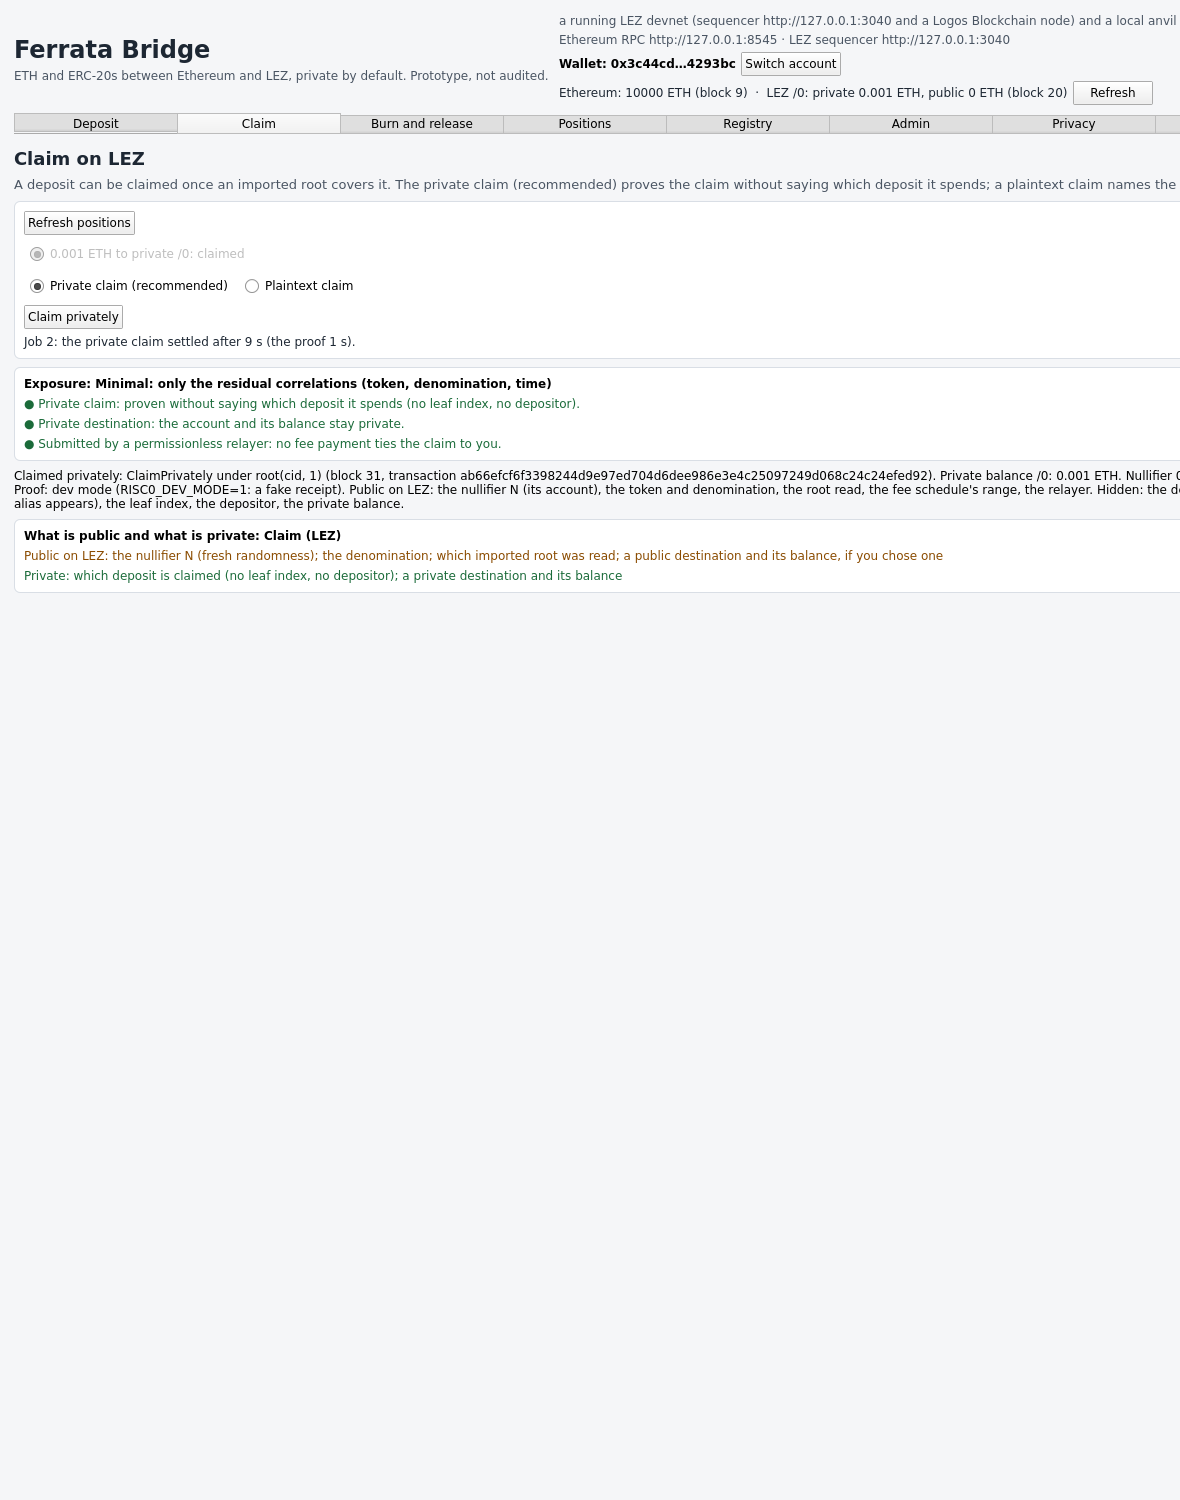 Ferrata Bridge
ETH and ERC-20s between Ethereum and LEZ, private by default. Prototype, not audited.
a running LEZ devnet (sequencer http://127.0.0.1:3040 and a Logos Blockchain node) and a local anvil
Ethereum RPC http://127.0.0.1:8545 · LEZ sequencer http://127.0.0.1:3040
Wallet: 0x3c44cd…4293bc Switch account
Ethereum: 10000 ETH (block 9) · LEZ /0: private 0.001 ETH, public 0 ETH (block 20) Refresh
Deposit Claim Burn and release Positions Registry Admin Privacy
Claim on LEZ
A deposit can be claimed once an imported root covers it. The private claim (recommended) proves the claim without saying which deposit it spends; a plaintext claim names the
Refresh positions
0.001 ETH to private /0: claimed
Private claim (recommended) Plaintext claim
Claim privately
Job 2: the private claim settled after 9 s (the proof 1 s).
Exposure: Minimal: only the residual correlations (token, denomination, time)
● Private claim: proven without saying which deposit it spends (no leaf index, no depositor).
● Private destination: the account and its balance stay private.
● Submitted by a permissionless relayer: no fee payment ties the claim to you.
Claimed privately: ClaimPrivately under root(cid, 1) (block 31, transaction ab66efcf6f3398244d9e97ed704d6dee986e3e4c25097249d068c24c24efed92). Private balance /0: 0.001 ETH. Nullifier
Proof: dev mode (RISC0_DEV_MODE=1: a fake receipt). Public on LEZ: the nullifier N (its account), the token and denomination, the root read, the fee schedule's range, the relayer. Hidden: the
alias appears), the leaf index, the depositor, the private balance.
What is public and what is private: Claim (LEZ)
Public on LEZ: the nullifier N (fresh randomness); the denomination; which imported root was read; a public destination and its balance, if you chose one
Private: which deposit is claimed (no leaf index, no depositor); a private destination and its balance